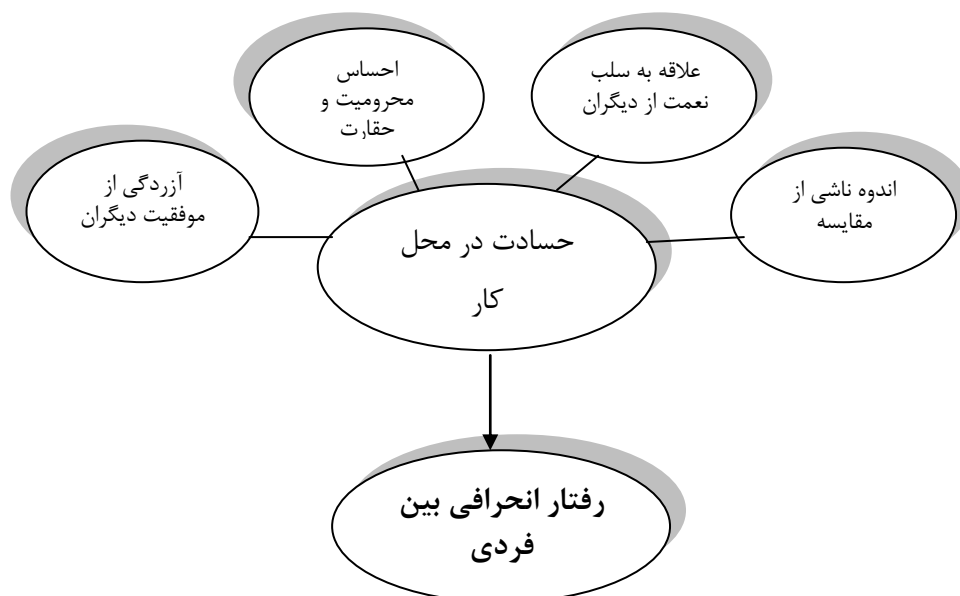 علاقه به سلب
نعمت از دیگران
احساس
محرومیت و
حقارت
اندوه ناشی از
مقایسه
آزردگی از
موفقیت دیگران
حسادت در محل
کار
رفتار انحرافی بین
فردی